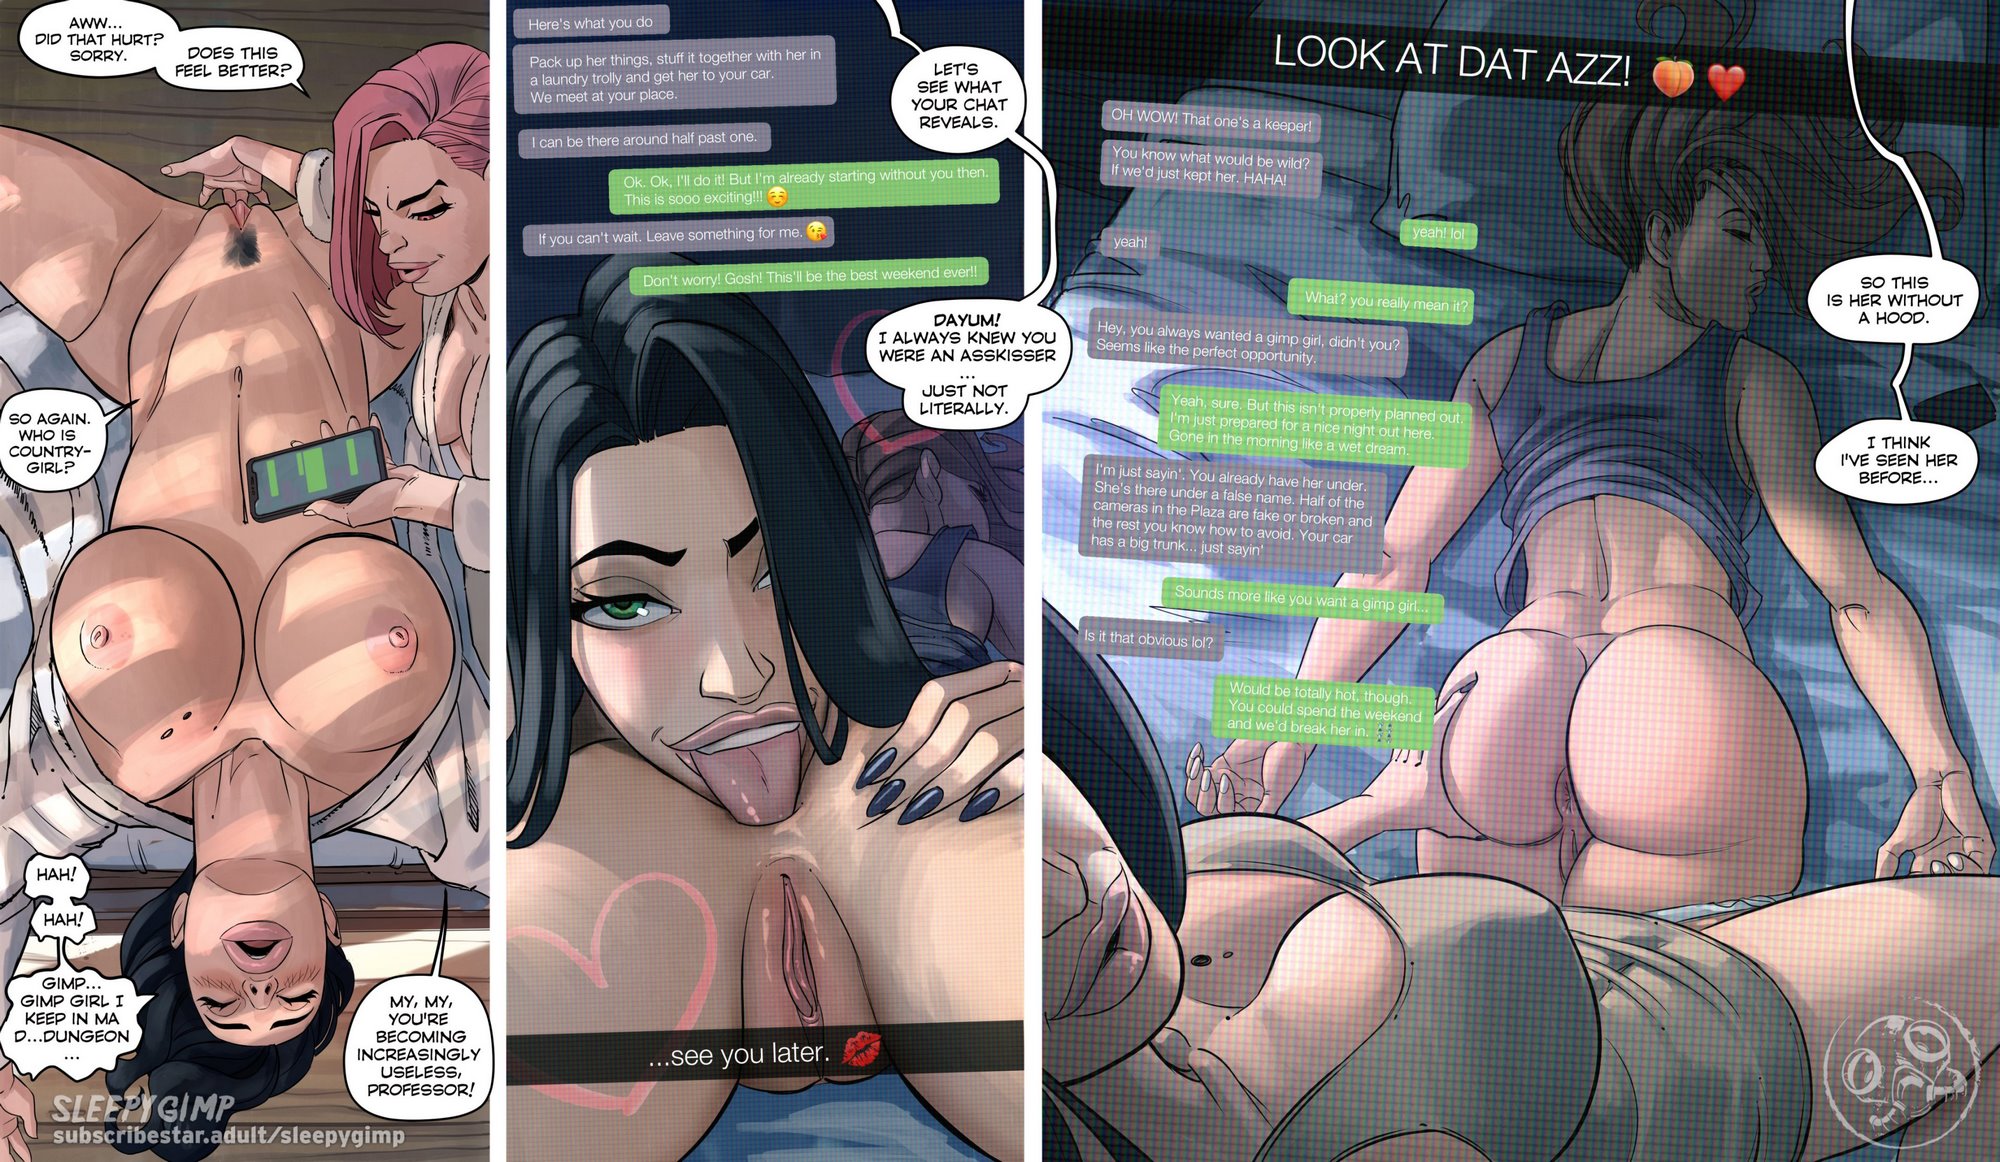 AWW...
DID THAT HURT?
SORRY.
DOES THIS
FEEL BETTER?
SO AGAIN.
WHO IS
COUNTRY-
GIRL?
HAH!
HAH!
GIMP...
GIMP GIRL I
KEEP IN MA
D...DUNGEON
...
MY, MY,
YOU'RE
BECOMING
INCREASINGLY
USELESS,
PROFESSOR!
SLEEPYGIMP
subscribestar.adult/sleepygimp
Here's what you do
Pack up her things, stuff it together with her in
a laundry trolly and get her to your car.
We meet at your place.
I can be there around half past one.
Ok. Ok, I'll do it! But I'm already starting without you then.
This is sooo exciting!!! ☺️
If you can't wait. Leave something for me. 😘
Don't worry! Gosh! This'll be the best weekend ever!!
LET'S
SEE WHAT
YOUR CHAT
REVEALS.
DAYUM!
I ALWAYS KNEW YOU
WERE AN ASSKISSER
...
JUST NOT
LITERALLY.
...see you later. 💋
LOOK AT DAT AZZ! 🍑❤️
OH WOW! That one's a keeper!
You know what would be wild?
If we'd just kept her. HAHA!
yeah! lol
yeah!
What? you really mean it?
Hey, you always wanted a gimp girl, didn't you?
Seems like the perfect opportunity.
Yeah, sure. But this isn't properly planned out.
I'm just prepared for a nice night out here.
Gone in the morning like a wet dream.
I'm just sayin'. You already have her under.
She's there under a false name. Half of the
cameras in the Plaza are fake or broken and
the rest you know how to avoid. Your car
has a big trunk... just sayin'
Sounds more like you want a gimp girl...
Is it that obvious lol?
Would be totally hot, though.
You could spend the weekend
and we'd break her in.
SO THIS
IS HER WITHOUT
A HOOD.
I THINK
I'VE SEEN HER
BEFORE...